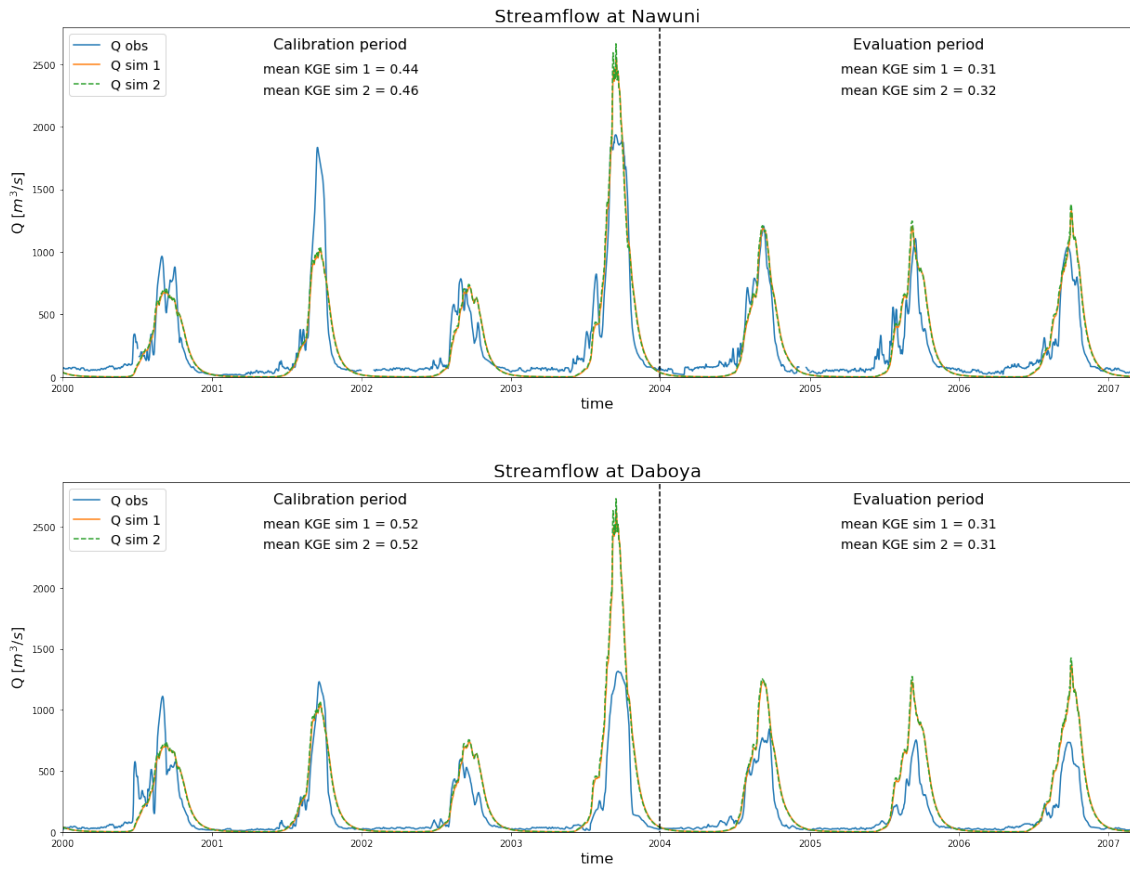 Streamflow at Nawuni
Q obs
Q sim 1
Q sim 2
Calibration period
mean KGE sim 1 = 0.44
mean KGE sim 2 = 0.46
Evaluation period
mean KGE sim 1 = 0.31
mean KGE sim 2 = 0.32
Q [m³/s]
2500
2000
1500
1000
500
0
2000 2001 2002 2003 2004 2005 2006 2007
time
Streamflow at Daboya
Q obs
Q sim 1
Q sim 2
Calibration period
mean KGE sim 1 = 0.52
mean KGE sim 2 = 0.52
Evaluation period
mean KGE sim 1 = 0.31
mean KGE sim 2 = 0.31
Q [m³/s]
2500
2000
1500
1000
500
0
2000 2001 2002 2003 2004 2005 2006 2007
time